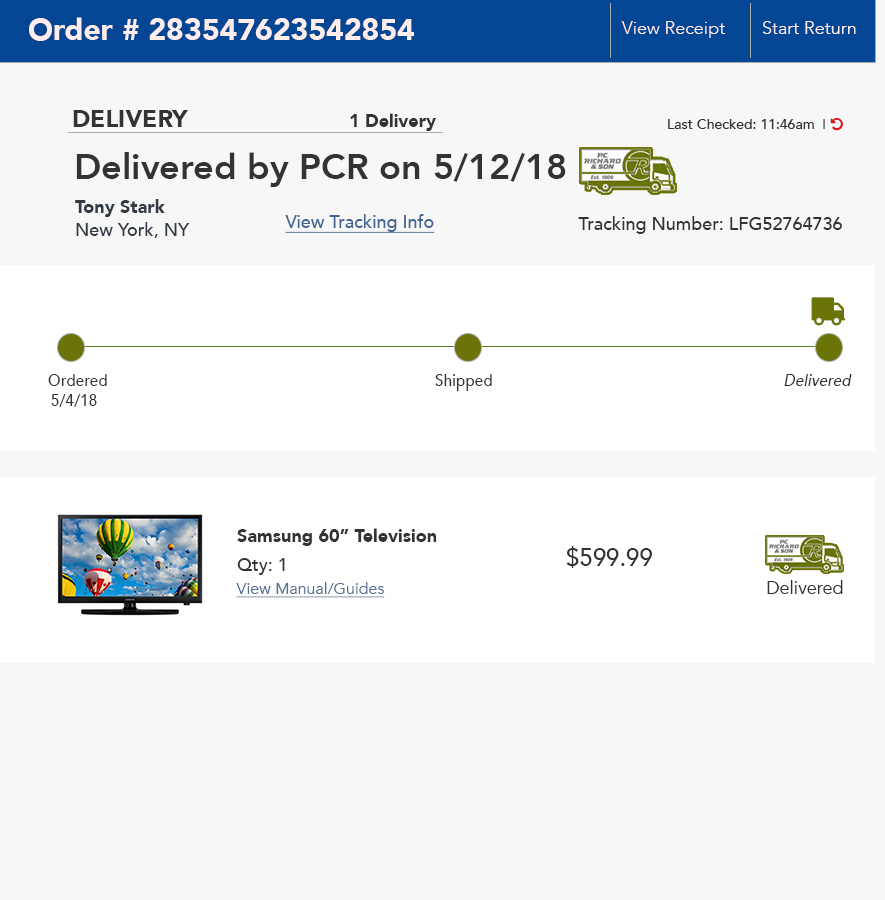 Order # 283547623542854
View Receipt
Start Return
DELIVERY
1 Delivery
Last Checked: 11:46am |
Delivered by PCR on 5/12/18
PC
RICHARD
& SON
Est. 1909
R
Tony Stark
New York, NY
View Tracking Info
Tracking Number: LFG52764736
Ordered
5/4/18
Shipped
Delivered
Samsung 60” Television
Qty: 1
View Manual/Guides
$599.99
PC
RICHARD
& SON
Est. 1909
R
Delivered